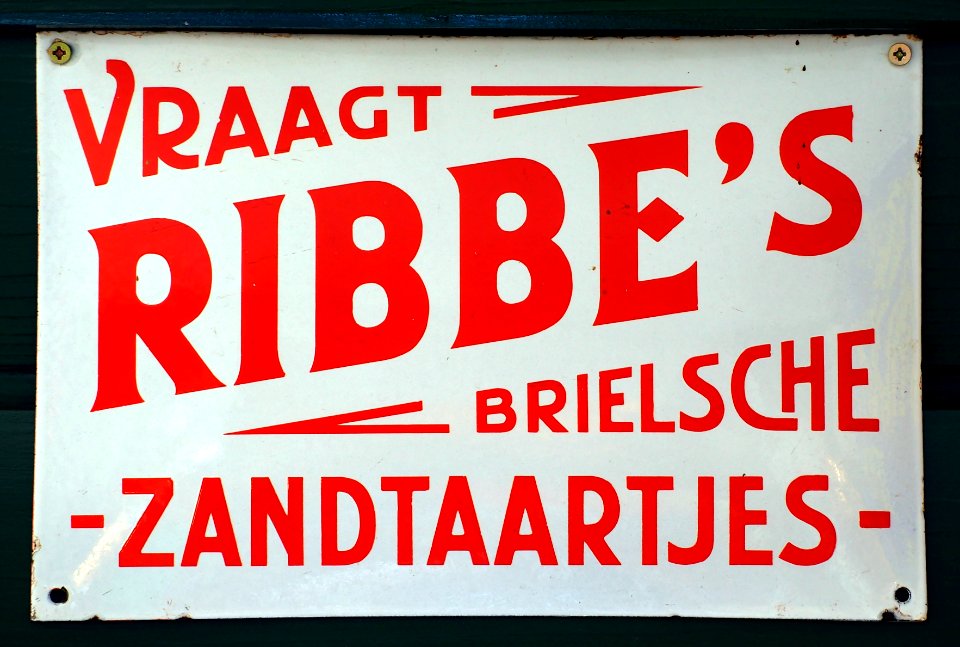 VRAAGT
RIBBE'S
BRIELSCHE
-ZANDTAARTJES-